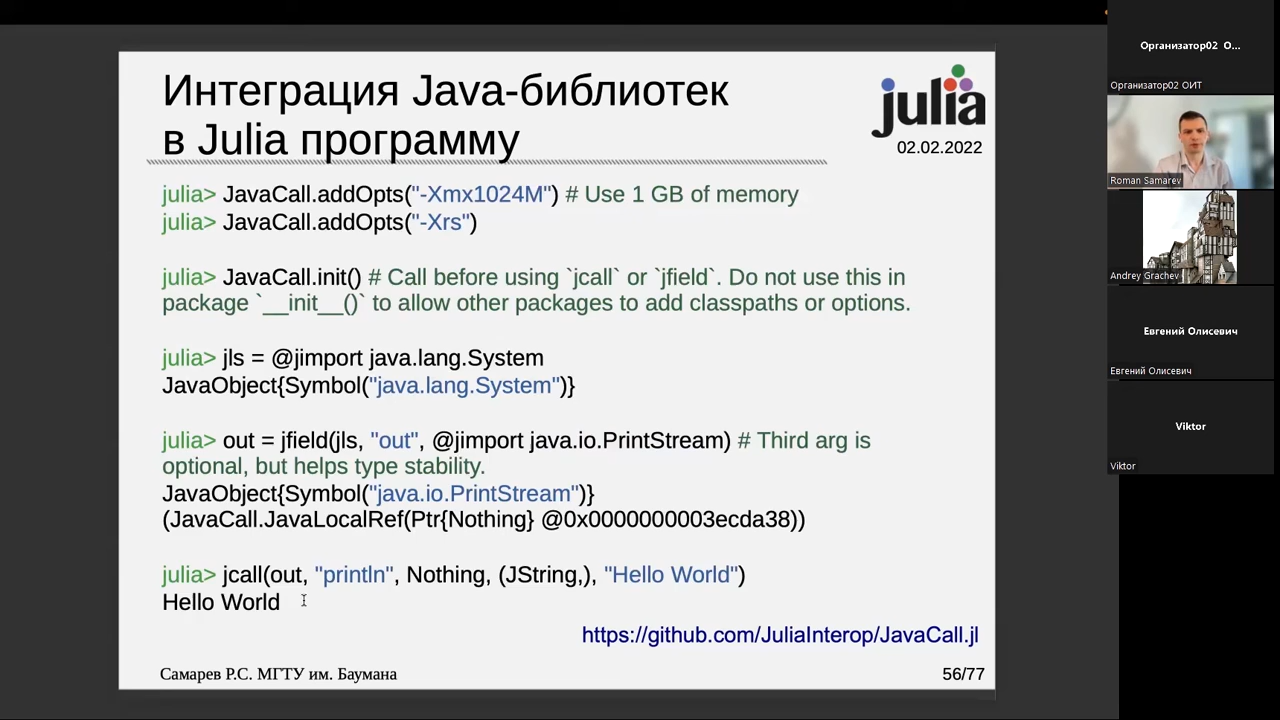 Интеграция Java-библиотек
в Julia программу
julia
02.02.2022
julia> JavaCall.addOpts("-Xmx1024M") # Use 1 GB of memory
julia> JavaCall.addOpts("-Xrs")
julia> JavaCall.init() # Call before using `jcall` or `jfield`. Do not use this in
package `__init__()` to allow other packages to add classpaths or options.
julia> jls = @jimport java.lang.System
JavaObject{Symbol("java.lang.System")}
julia> out = jfield(jls, "out", @jimport java.io.PrintStream) # Third arg is
optional, but helps type stability.
JavaObject{Symbol("java.io.PrintStream")}
(JavaCall.JavaLocalRef(Ptr{Nothing} @0x0000000003ecda38))
julia> jcall(out, "println", Nothing, (JString,), "Hello World")
Hello World
https://github.com/JuliaInterop/JavaCall.jl
Самарев Р.С. МГТУ им. Баумана
56/77
Организатор02 О...
Организатор02 ОИТ
Roman Samarev
Andrey Grachev
Евгений Олисевич
Евгений Олисевич
Viktor
Viktor